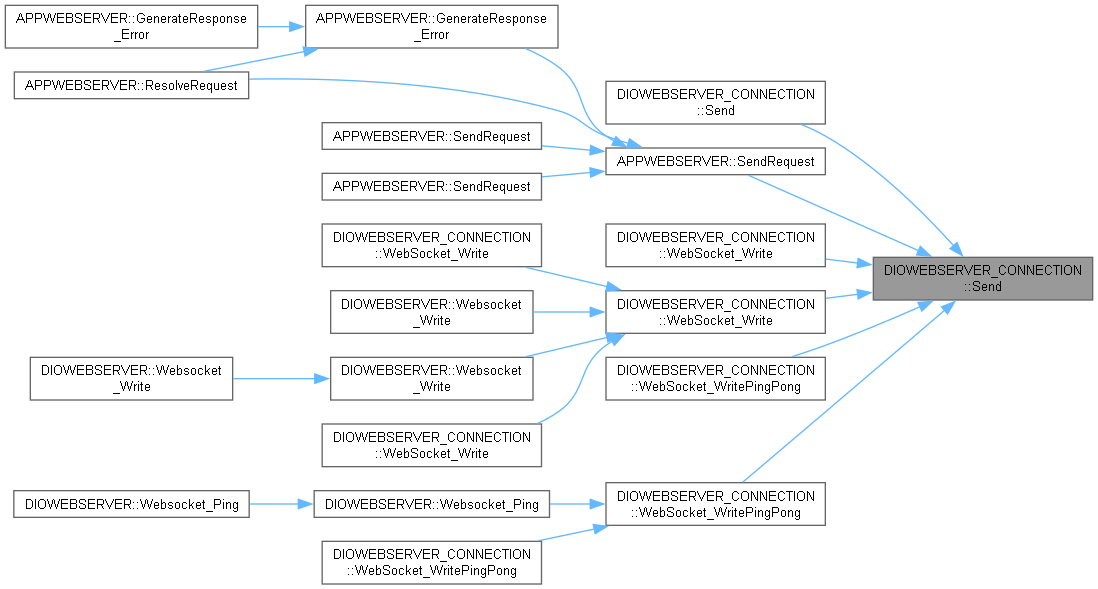 APPWEBSERVER::GenerateResponse
_Error
APPWEBSERVER::GenerateResponse
_Error
APPWEBSERVER::ResolveRequest
DIOWEBSERVER_CONNECTION
::Send
APPWEBSERVER::SendRequest
APPWEBSERVER::SendRequest
APPWEBSERVER::SendRequest
DIOWEBSERVER_CONNECTION
::WebSocket_Write
DIOWEBSERVER_CONNECTION
::WebSocket_Write
DIOWEBSERVER_CONNECTION
::Send
DIOWEBSERVER::Websocket
_Write
DIOWEBSERVER_CONNECTION
::WebSocket_Write
DIOWEBSERVER::Websocket
_Write
DIOWEBSERVER::Websocket
_Write
DIOWEBSERVER_CONNECTION
::WebSocket_WritePingPong
DIOWEBSERVER_CONNECTION
::WebSocket_Write
DIOWEBSERVER::Websocket_Ping
DIOWEBSERVER::Websocket_Ping
DIOWEBSERVER_CONNECTION
::WebSocket_WritePingPong
DIOWEBSERVER_CONNECTION
::WebSocket_WritePingPong